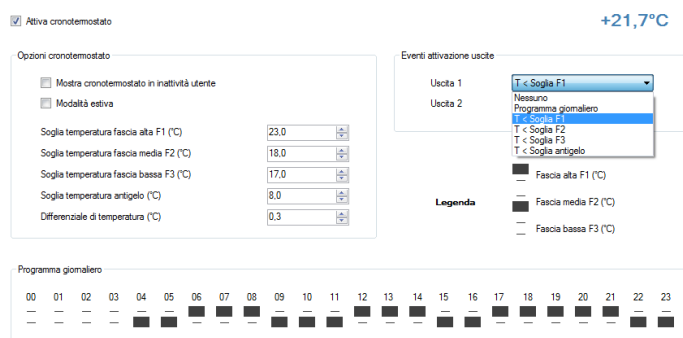 Attiva cronotermostato
+21,7°C
Opzioni cronotermostato
Mostra cronotermostato in inattività utente
Modalità estiva
Soglia temperatura fascia alta F1 (°C) 23,0
Soglia temperatura fascia media F2 (°C) 18,0
Soglia temperatura fascia bassa F3 (°C) 17,0
Soglia temperatura antigelo (°C) 8,0
Differenziale di temperatura (°C) 0,3
Eventi attivazione uscite
Uscita 1 T < Soglia F1
Uscita 2
Nessuno
Programma giornaliero
T < Soglia F1
T < Soglia F2
T < Soglia F3
T < Soglia antigelo
Legenda
Fascia alta F1 (°C)
Fascia media F2 (°C)
Fascia bassa F3 (°C)
Programma giornaliero
00 01 02 03 04 05 06 07 08 09 10 11 12 13 14 15 16 17 18 19 20 21 22 23